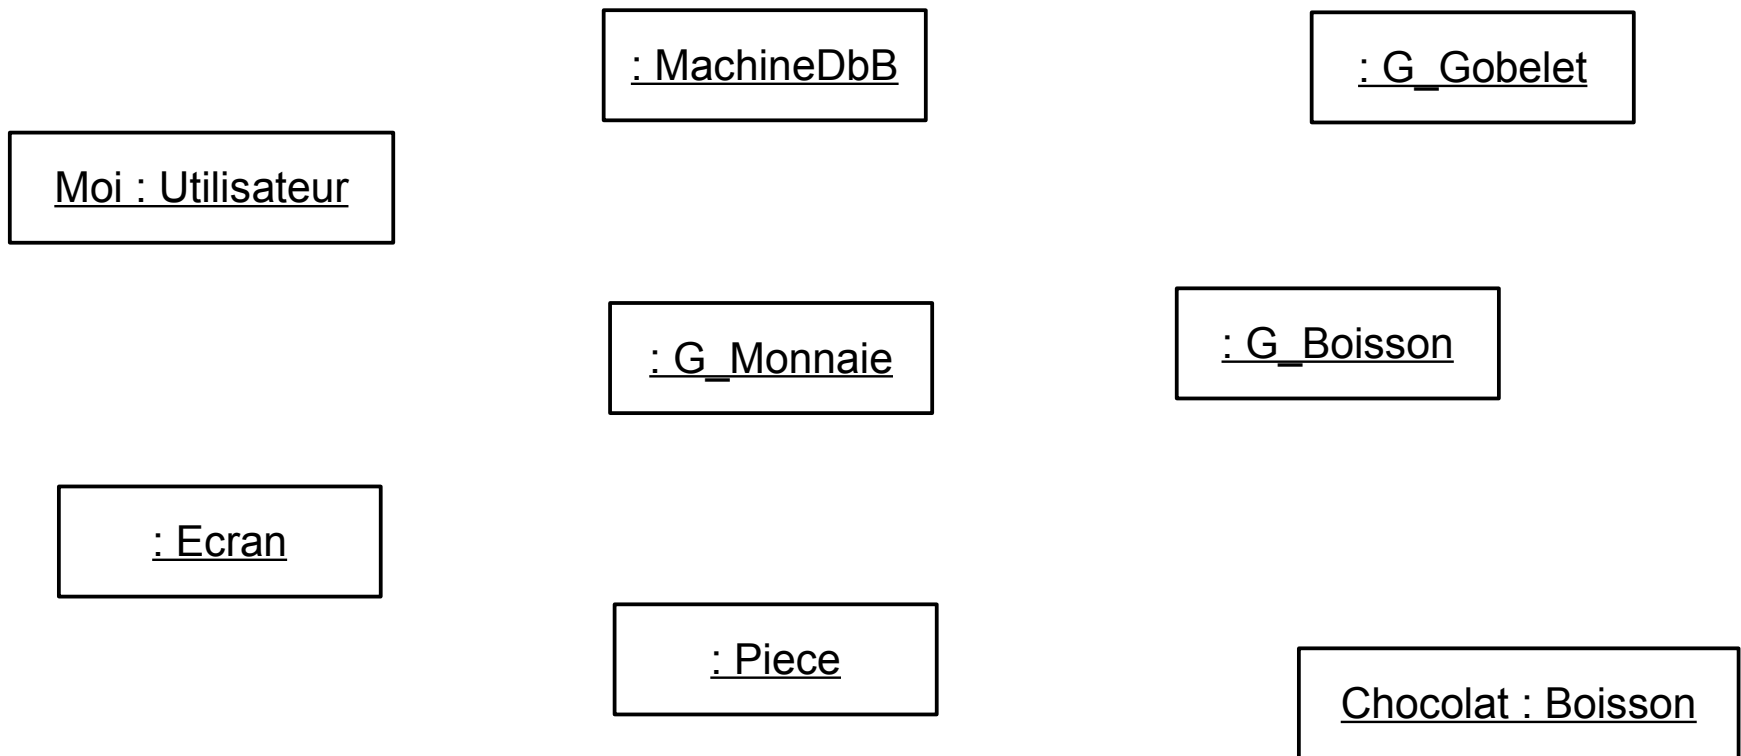 : MachineDbB
: G_Gobelet
Moi : Utilisateur
: G_Monnaie
: G_Boisson
: Ecran
: Piece
Chocolat : Boisson